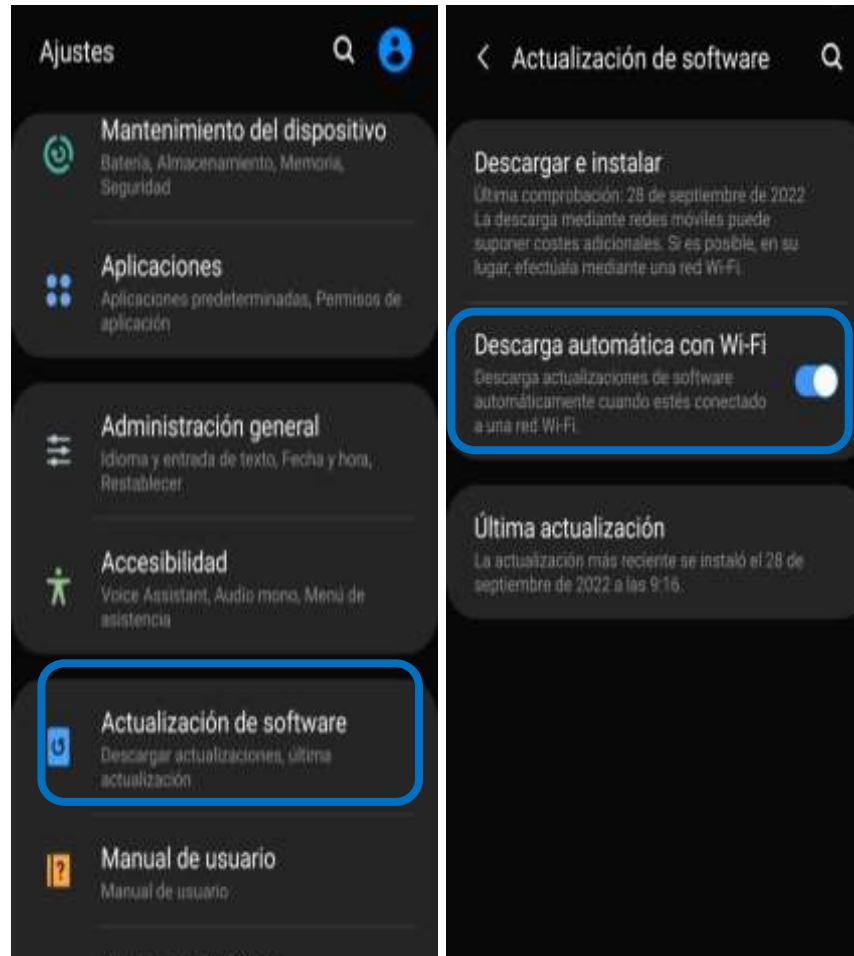 Ajustes
Mantenimiento del dispositivo
Batería, Almacenamiento, Memoria,
Seguridad
Aplicaciones
Aplicaciones predeterminadas, Permisos de
aplicación
Administración general
Idioma y entrada de texto, Fecha y hora,
Restablecer
Accesibilidad
Voice Assistant, Audio mono, Menú de
asistencia
Actualización de software
Descargar actualizaciones, última
actualización
Manual de usuario
Manual de usuario
Actualización de software
Descargar e instalar
Última comprobación: 28 de septiembre de 2022
La descarga mediante redes móviles puede
suponer costes adicionales. Si es posible, en su
lugar, efectúala mediante una red Wi-Fi.
Descarga automática con Wi-Fi
Descarga actualizaciones de software
automáticamente cuando estés conectado
a una red Wi-Fi.
Última actualización
La actualización más reciente se instaló el 28 de
septiembre de 2022 a las 9:16.